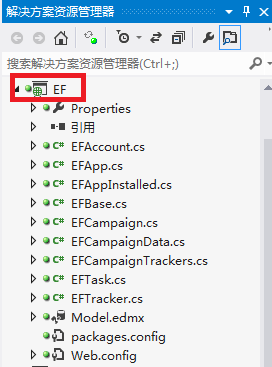 解决方案资源管理器
搜索解决方案资源管理器(Ctrl+;)
EF
Properties
引用
EFAccount.cs
EFApp.cs
EFAppInstalled.cs
EFBase.cs
EFCampaign.cs
EFCampaignData.cs
EFCampaignTrackers.cs
EFTask.cs
EFTracker.cs
Model.edmx
packages.config
Web.config